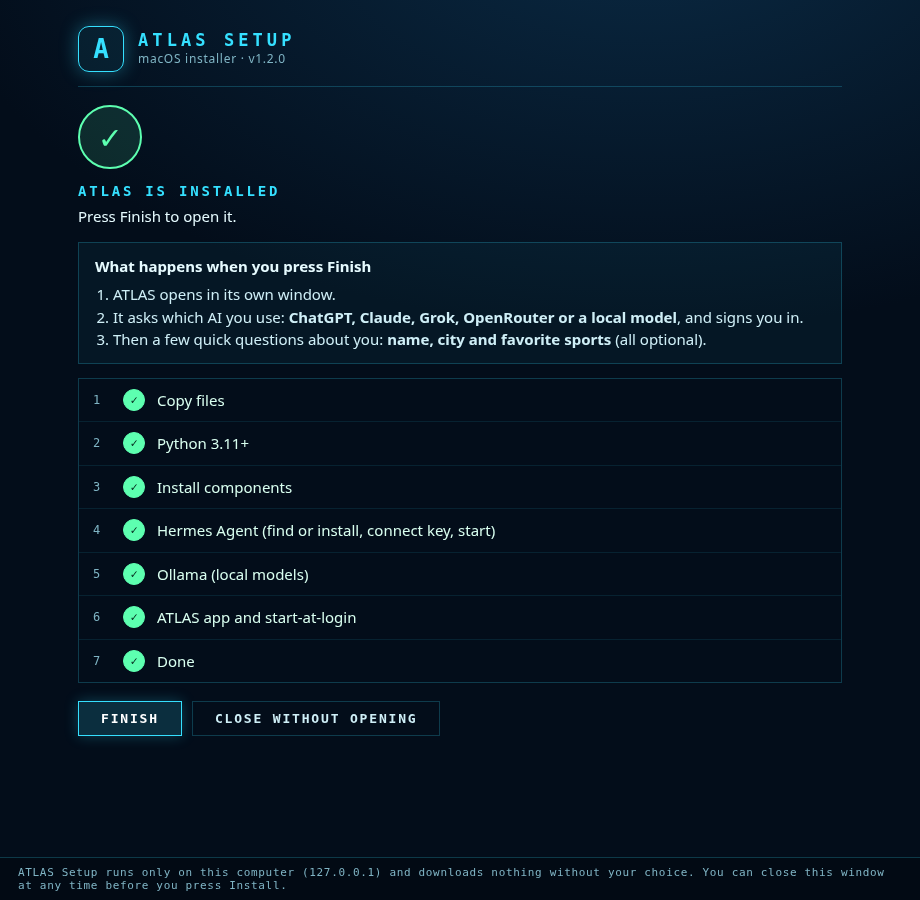 A
ATLAS SETUP
macOS installer · v1.2.0
✓
ATLAS IS INSTALLED
Press Finish to open it.
What happens when you press Finish
1. ATLAS opens in its own window.
2. It asks which AI you use: ChatGPT, Claude, Grok, OpenRouter or a local model, and signs you in.
3. Then a few quick questions about you: name, city and favorite sports (all optional).
1 ✓ Copy files
2 ✓ Python 3.11+
3 ✓ Install components
4 ✓ Hermes Agent (find or install, connect key, start)
5 ✓ Ollama (local models)
6 ✓ ATLAS app and start-at-login
7 ✓ Done
FINISH CLOSE WITHOUT OPENING
ATLAS Setup runs only on this computer (127.0.0.1) and downloads nothing without your choice. You can close this window
at any time before you press Install.